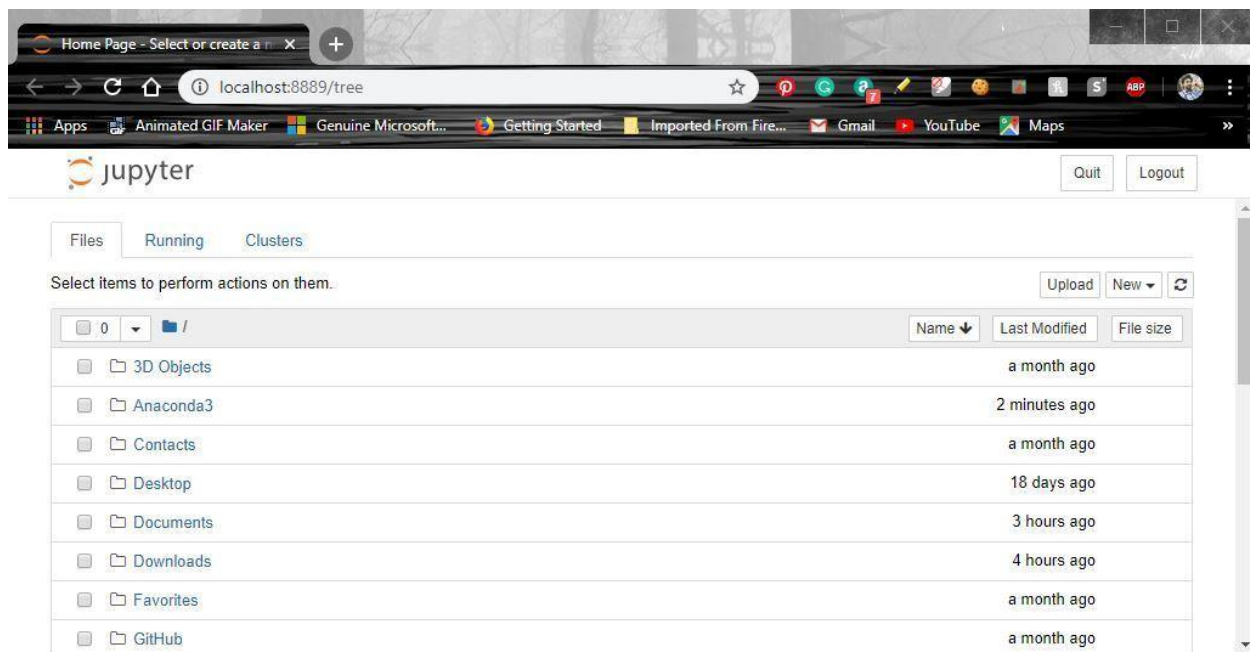 Home Page - Select or create a n
localhost:8889/tree
7
ABP
Apps
Animated GIF Maker
Genuine Microsoft...
Getting Started
Imported From Fire...
Gmail
YouTube
Maps
»
jupyter
Quit
Logout
Files
Running
Clusters
Select items to perform actions on them.
Upload
New
0
/
Name
Last Modified
File size
3D Objects a month ago
Anaconda3 2 minutes ago
Contacts a month ago
Desktop 18 days ago
Documents 3 hours ago
Downloads 4 hours ago
Favorites a month ago
GitHub a month ago